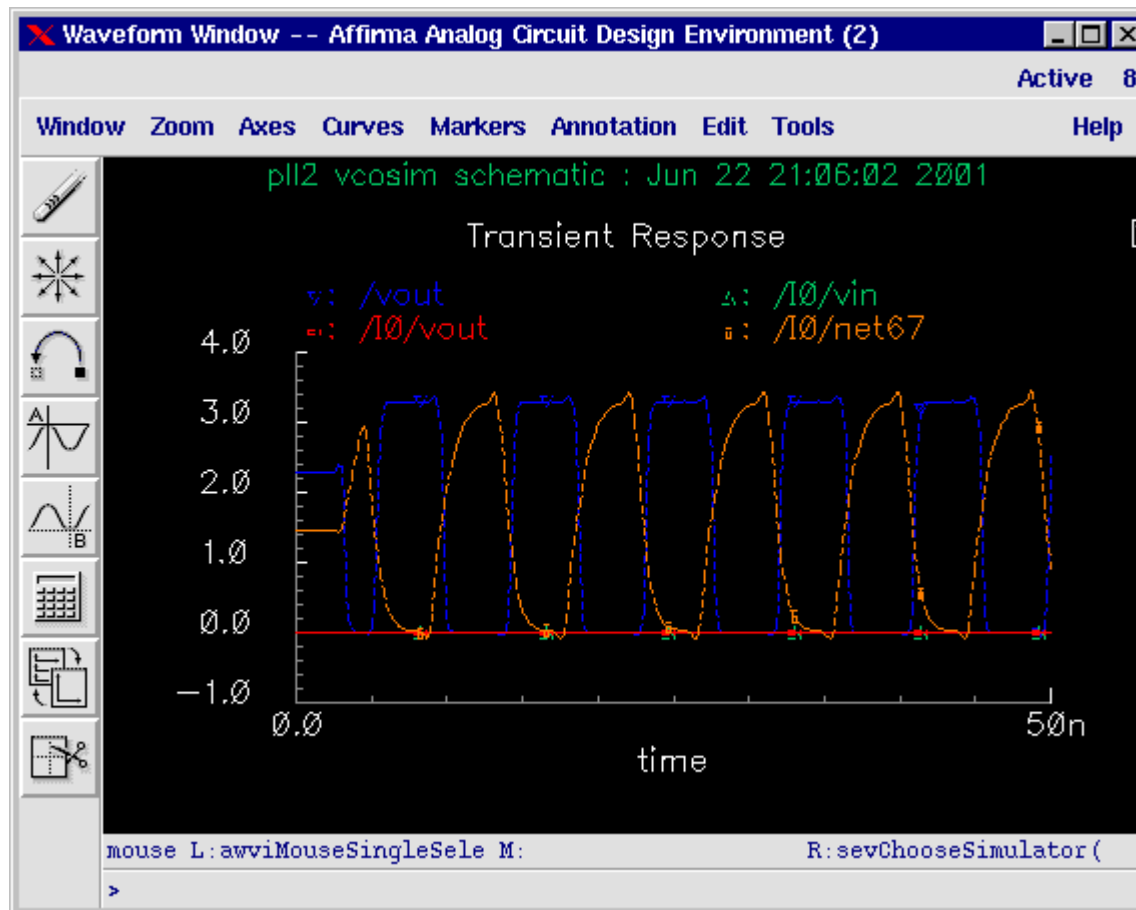 Waveform Window -- Affirma Analog Circuit Design Environment (2)
Active 8
Window Zoom Axes Curves Markers Annotation Edit Tools Help
pll2 vcosim schematic : Jun 22 21:06:02 2001
Transient Response
: /vout : /I0/vin
: /I0/vout : /I0/net67
4.0
3.0
2.0
1.0
0.0
-1.0
0.0 50n
time
A
B
mouse L:awviMouseSingleSele M: R:sevChooseSimulator(
>